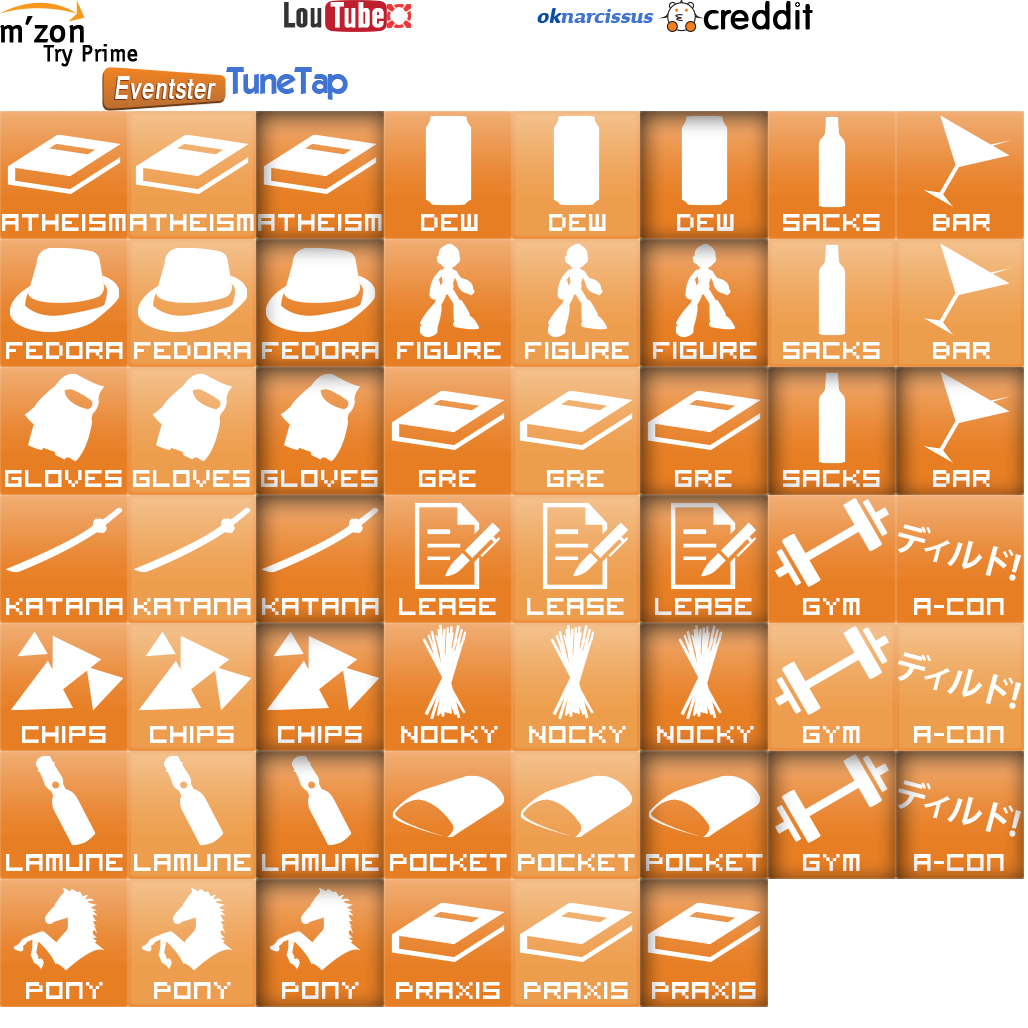 m'zon
Try Prime
LouTube
oknarcissus
creddit
Eventster
TuneTap
ATHEISM ATHEISM ATHEISM DEW DEW DEW SACKS BAR
FEDORA FEDORA FEDORA FIGURE FIGURE FIGURE SACKS BAR
GLOVES GLOVES GLOVES GRE GRE GRE SACKS BAR
ディルド!
KATANA KATANA KATANA LEASE LEASE LEASE GYM A-CON
ディルド!
CHIPS CHIPS CHIPS NOCKY NOCKY NOCKY GYM A-CON
ディルド!
LAMUNE LAMUNE LAMUNE POCKET POCKET POCKET GYM A-CON
PONY PONY PONY PRAXIS PRAXIS PRAXIS